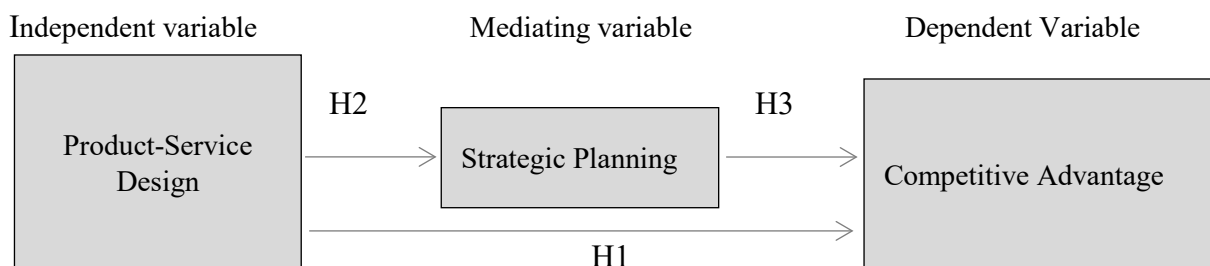 Independent variable
Mediating variable
Dependent Variable
H2
H3
Product-Service
Design
Strategic Planning
Competitive Advantage
H1